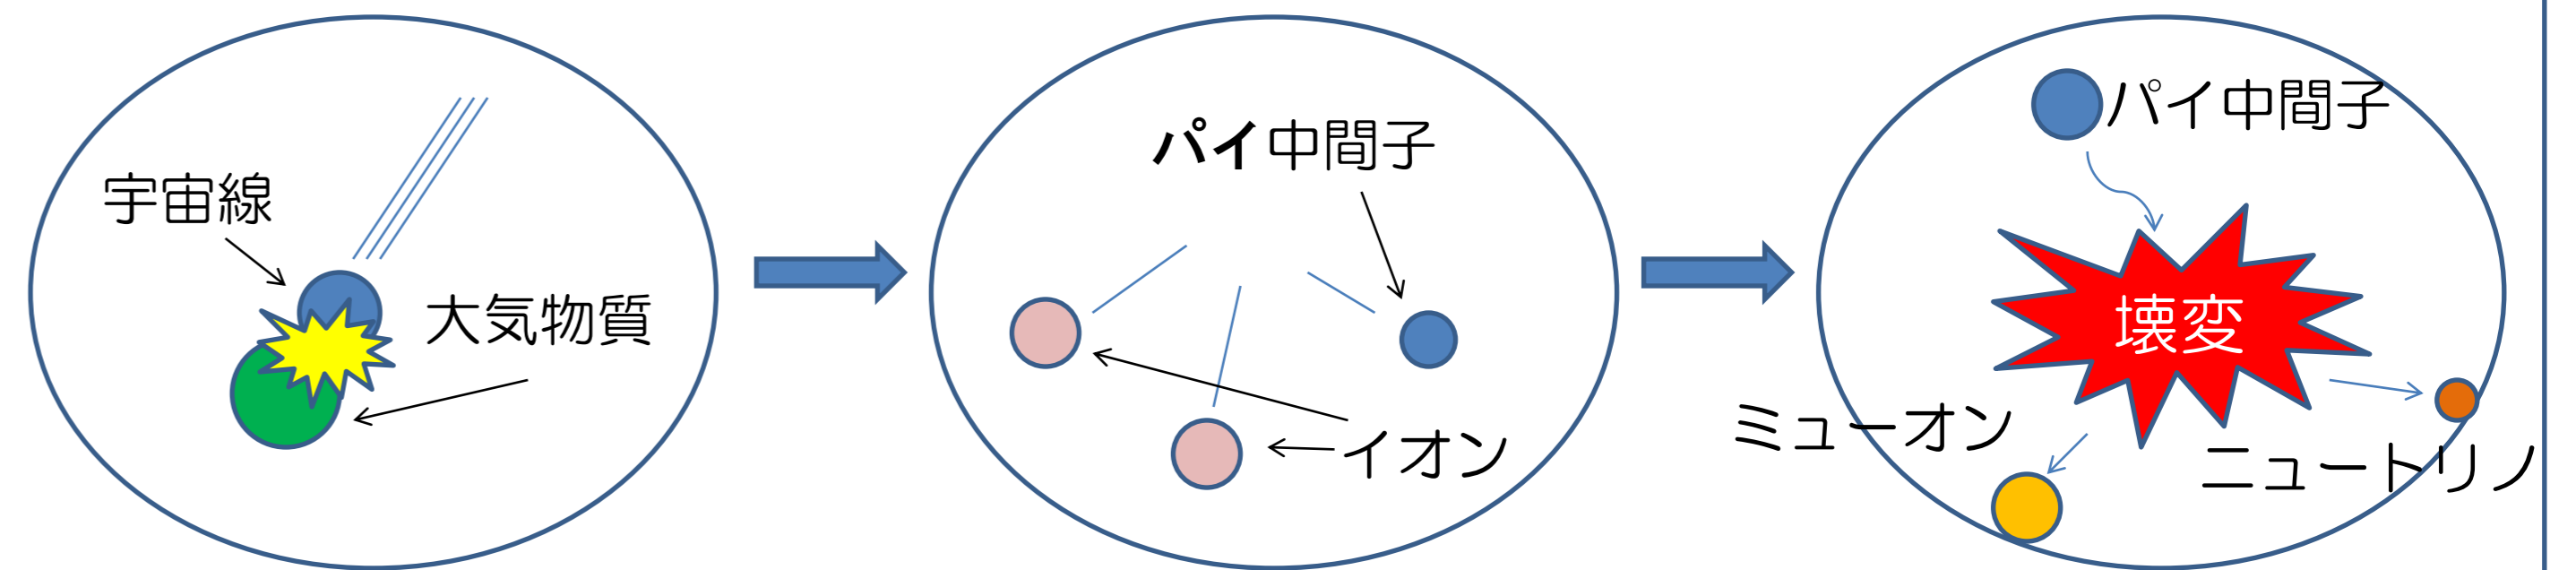 宇宙線
大気物質
パイ中間子
イオン
パイ中間子
壊変
ミューオン
ニュートリノ